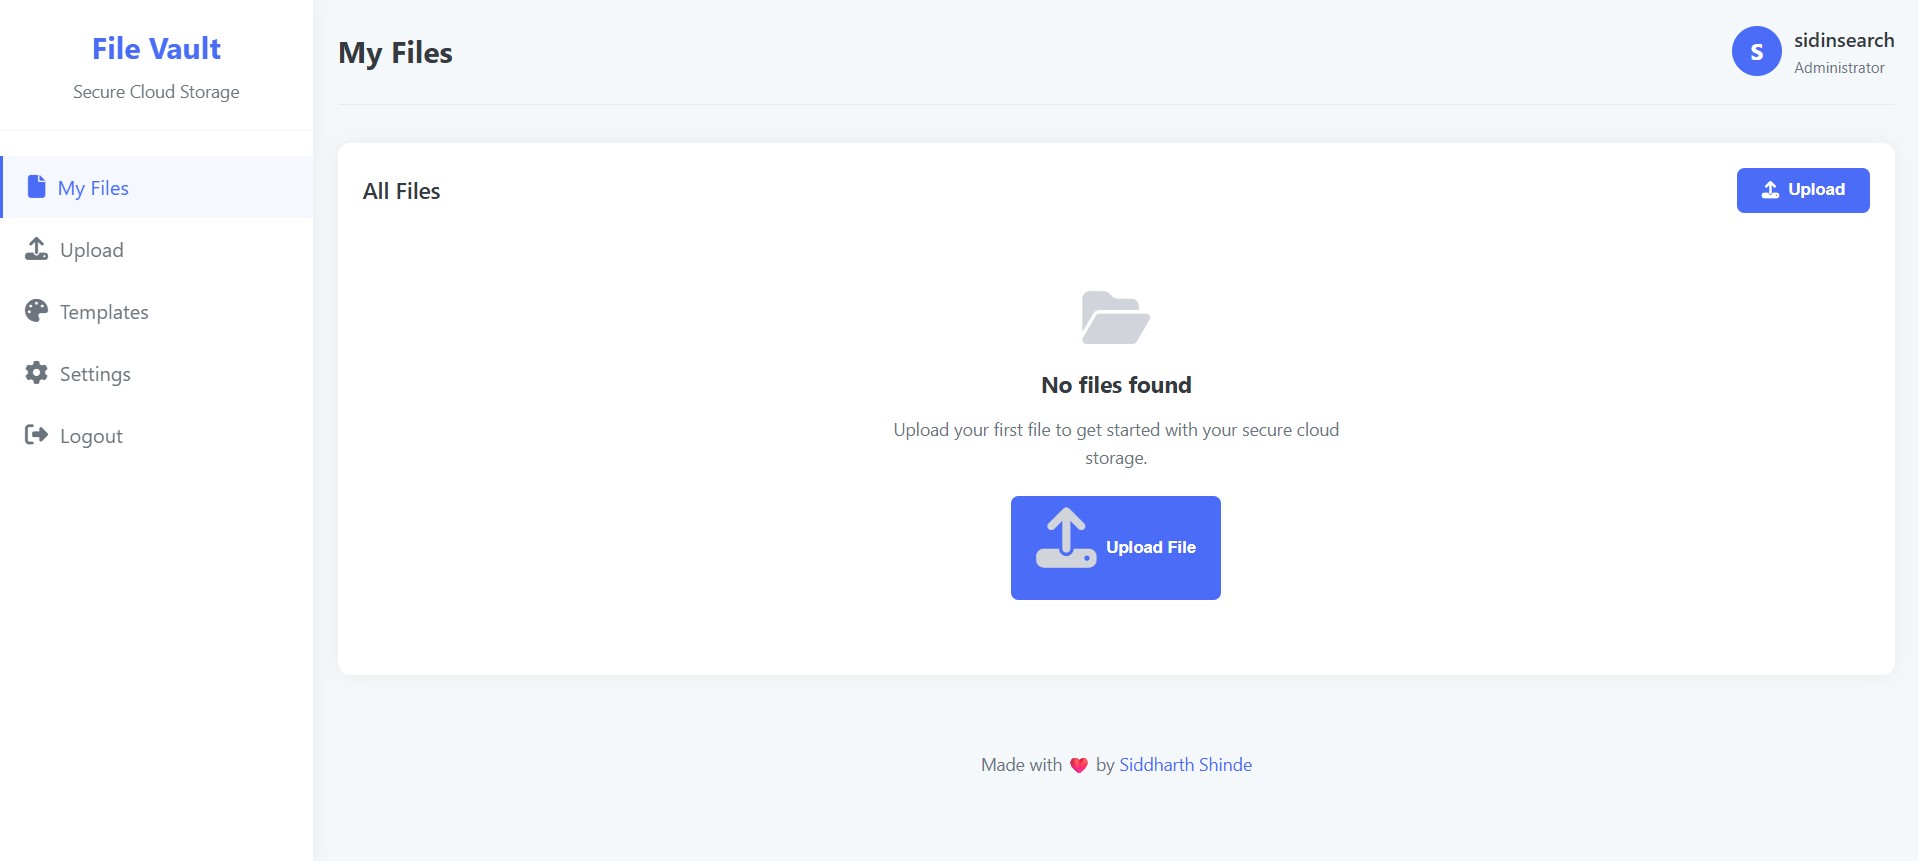 File Vault
Secure Cloud Storage
My Files
Upload
Templates
Settings
Logout
My Files
S
sidinsearch
Administrator
All Files
Upload
No files found
Upload your first file to get started with your secure cloud
storage.
Upload File
Made with ❤️ by Siddharth Shinde